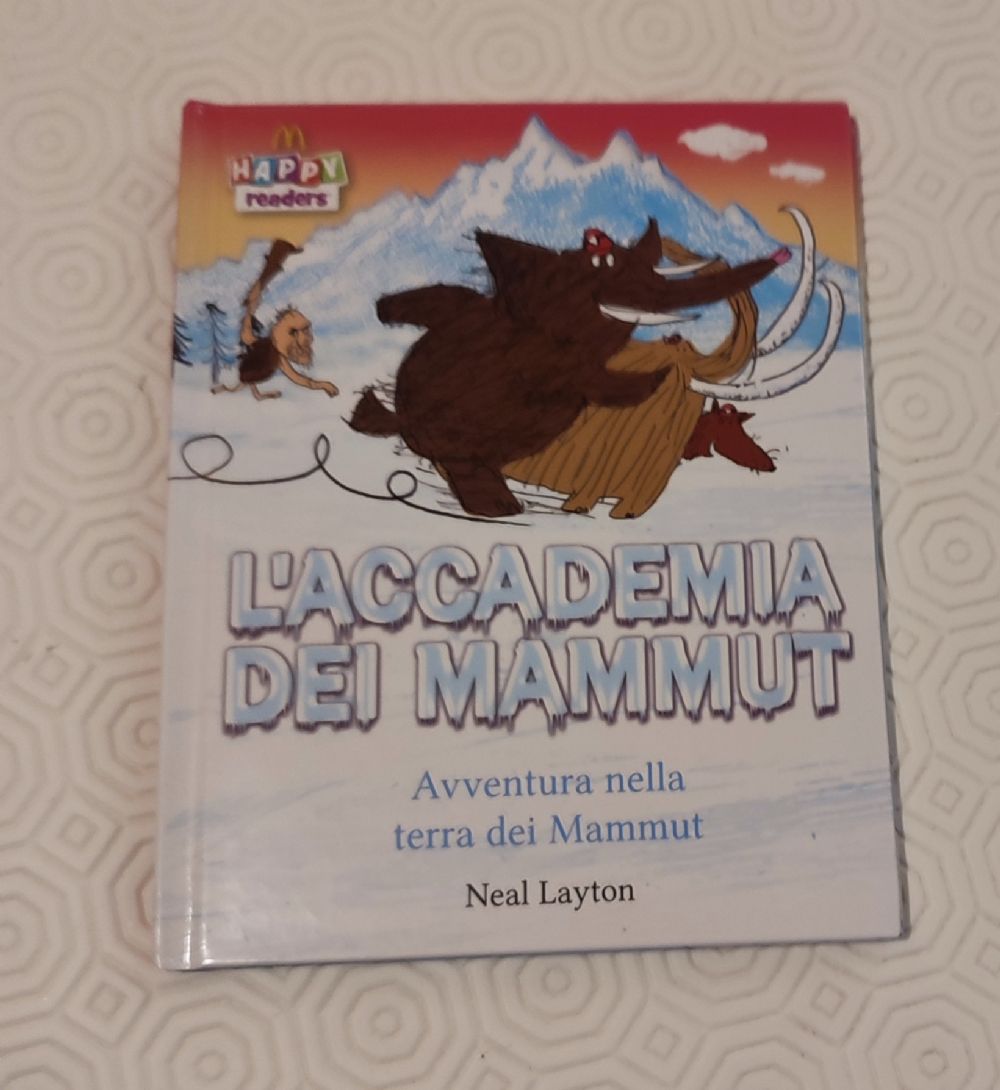 HAPPY
readers
L'ACCADEMIA
DEI MAMMUT
Avventura nella
terra dei Mammut
Neal Layton